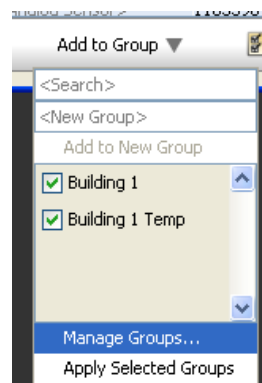 Add to Group ▼
<Search>
<New Group>
Add to New Group
Building 1
Building 1 Temp
Manage Groups...
Apply Selected Groups